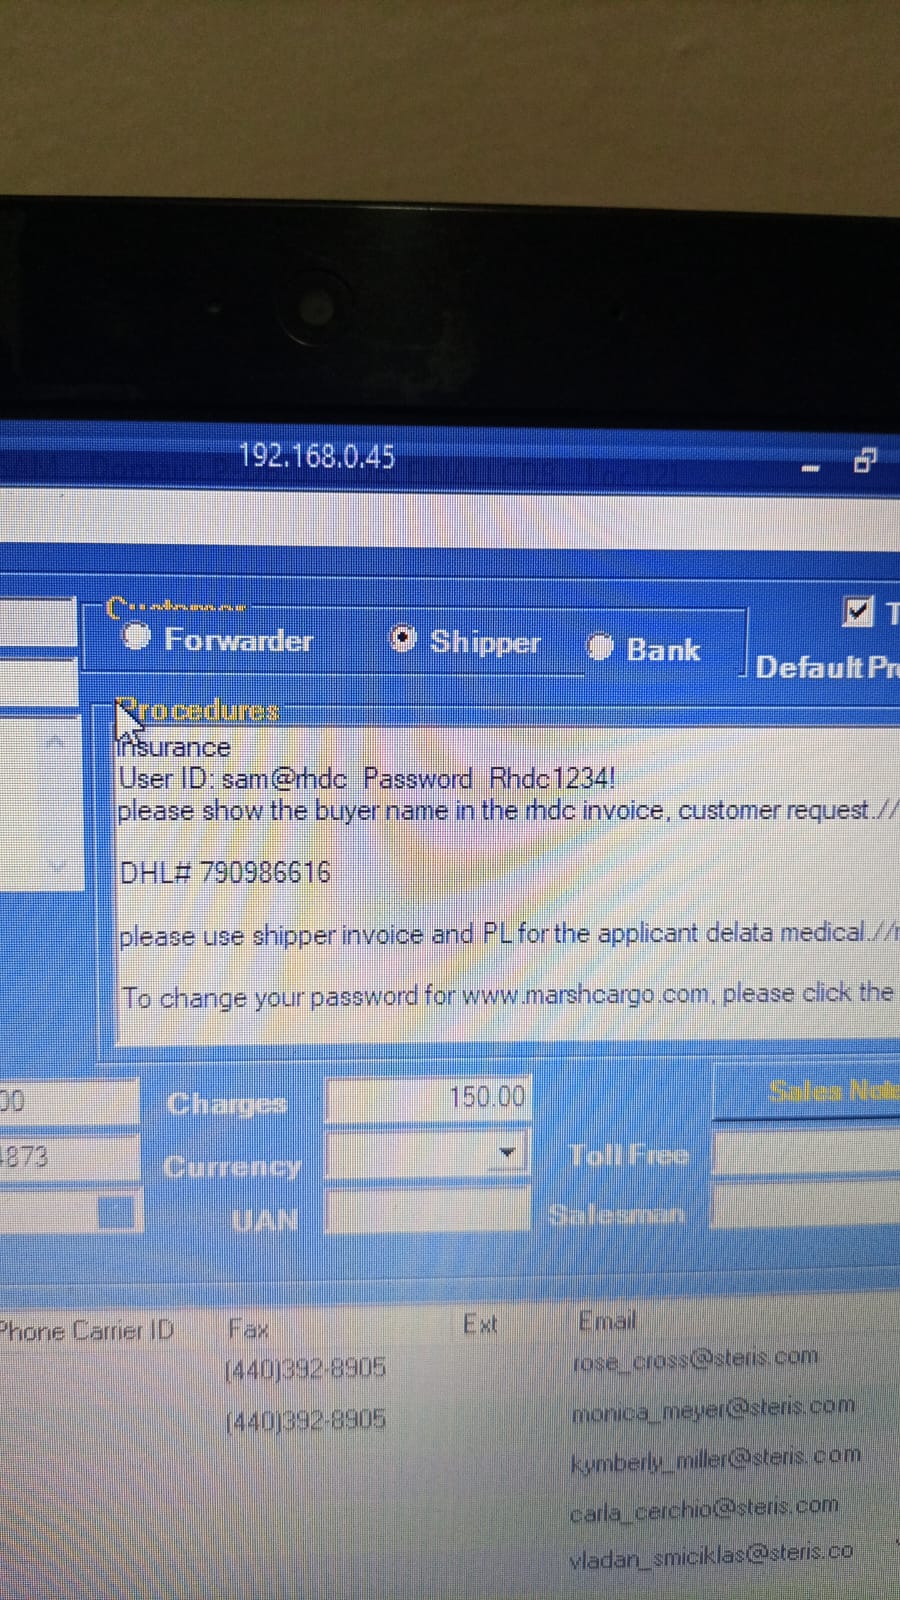 192.168.0.45
Customer
Forwarder Shipper Bank
T
Default Pr
Procedures
Insurance
User ID: sam@rhdc Password Rhdc1234!
please show the buyer name in the rhdc invoice, customer request.//
DHL# 790986616
please use shipper invoice and PL for the applicant delata medical.//
To change your password for www.marshcargo.com, please click the
00 Charges 150.00 Sales Not
4873 Currency Toll Free
UAN Salesman
Phone Carrier ID Fax Ext Email
(440)392-8905 rose_cross@steris.com
(440)392-8905 monica_meyer@steris.com
kymberly_miller@steris.com
carla_cerchio@steris.com
vladan_smiciklas@steris.co